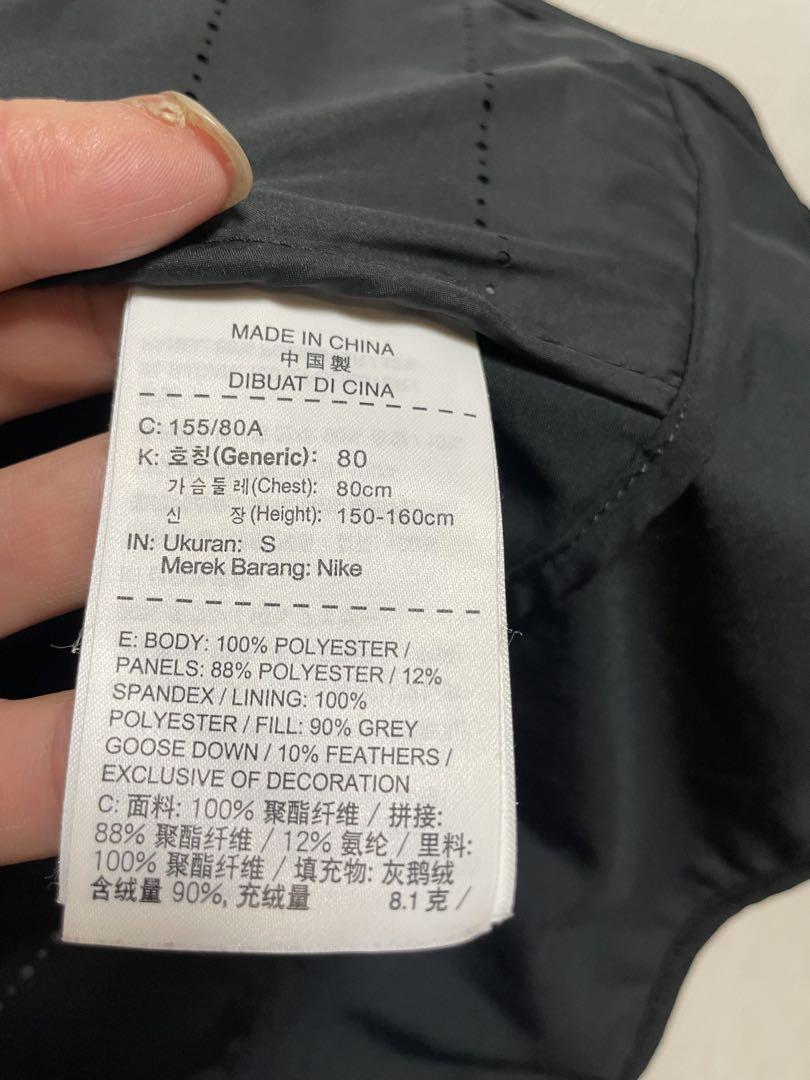 MADE IN CHINA
中国製
DIBUAT DI CINA
C: 155/80A
K: 호칭(Generic): 80
가슴둘레(Chest): 80cm
신 장(Height): 150-160cm
IN: Ukuran: S
Merek Barang: Nike
E: BODY: 100% POLYESTER /
PANELS: 88% POLYESTER / 12%
SPANDEX / LINING: 100%
POLYESTER / FILL: 90% GREY
GOOSE DOWN / 10% FEATHERS /
EXCLUSIVE OF DECORATION
C: 面料: 100% 聚酯纤维 / 拼接:
88% 聚酯纤维 / 12% 氨纶 / 里料:
100% 聚酯纤维 / 填充物: 灰鹅绒
含绒量 90%, 充绒量 8.1 克 /